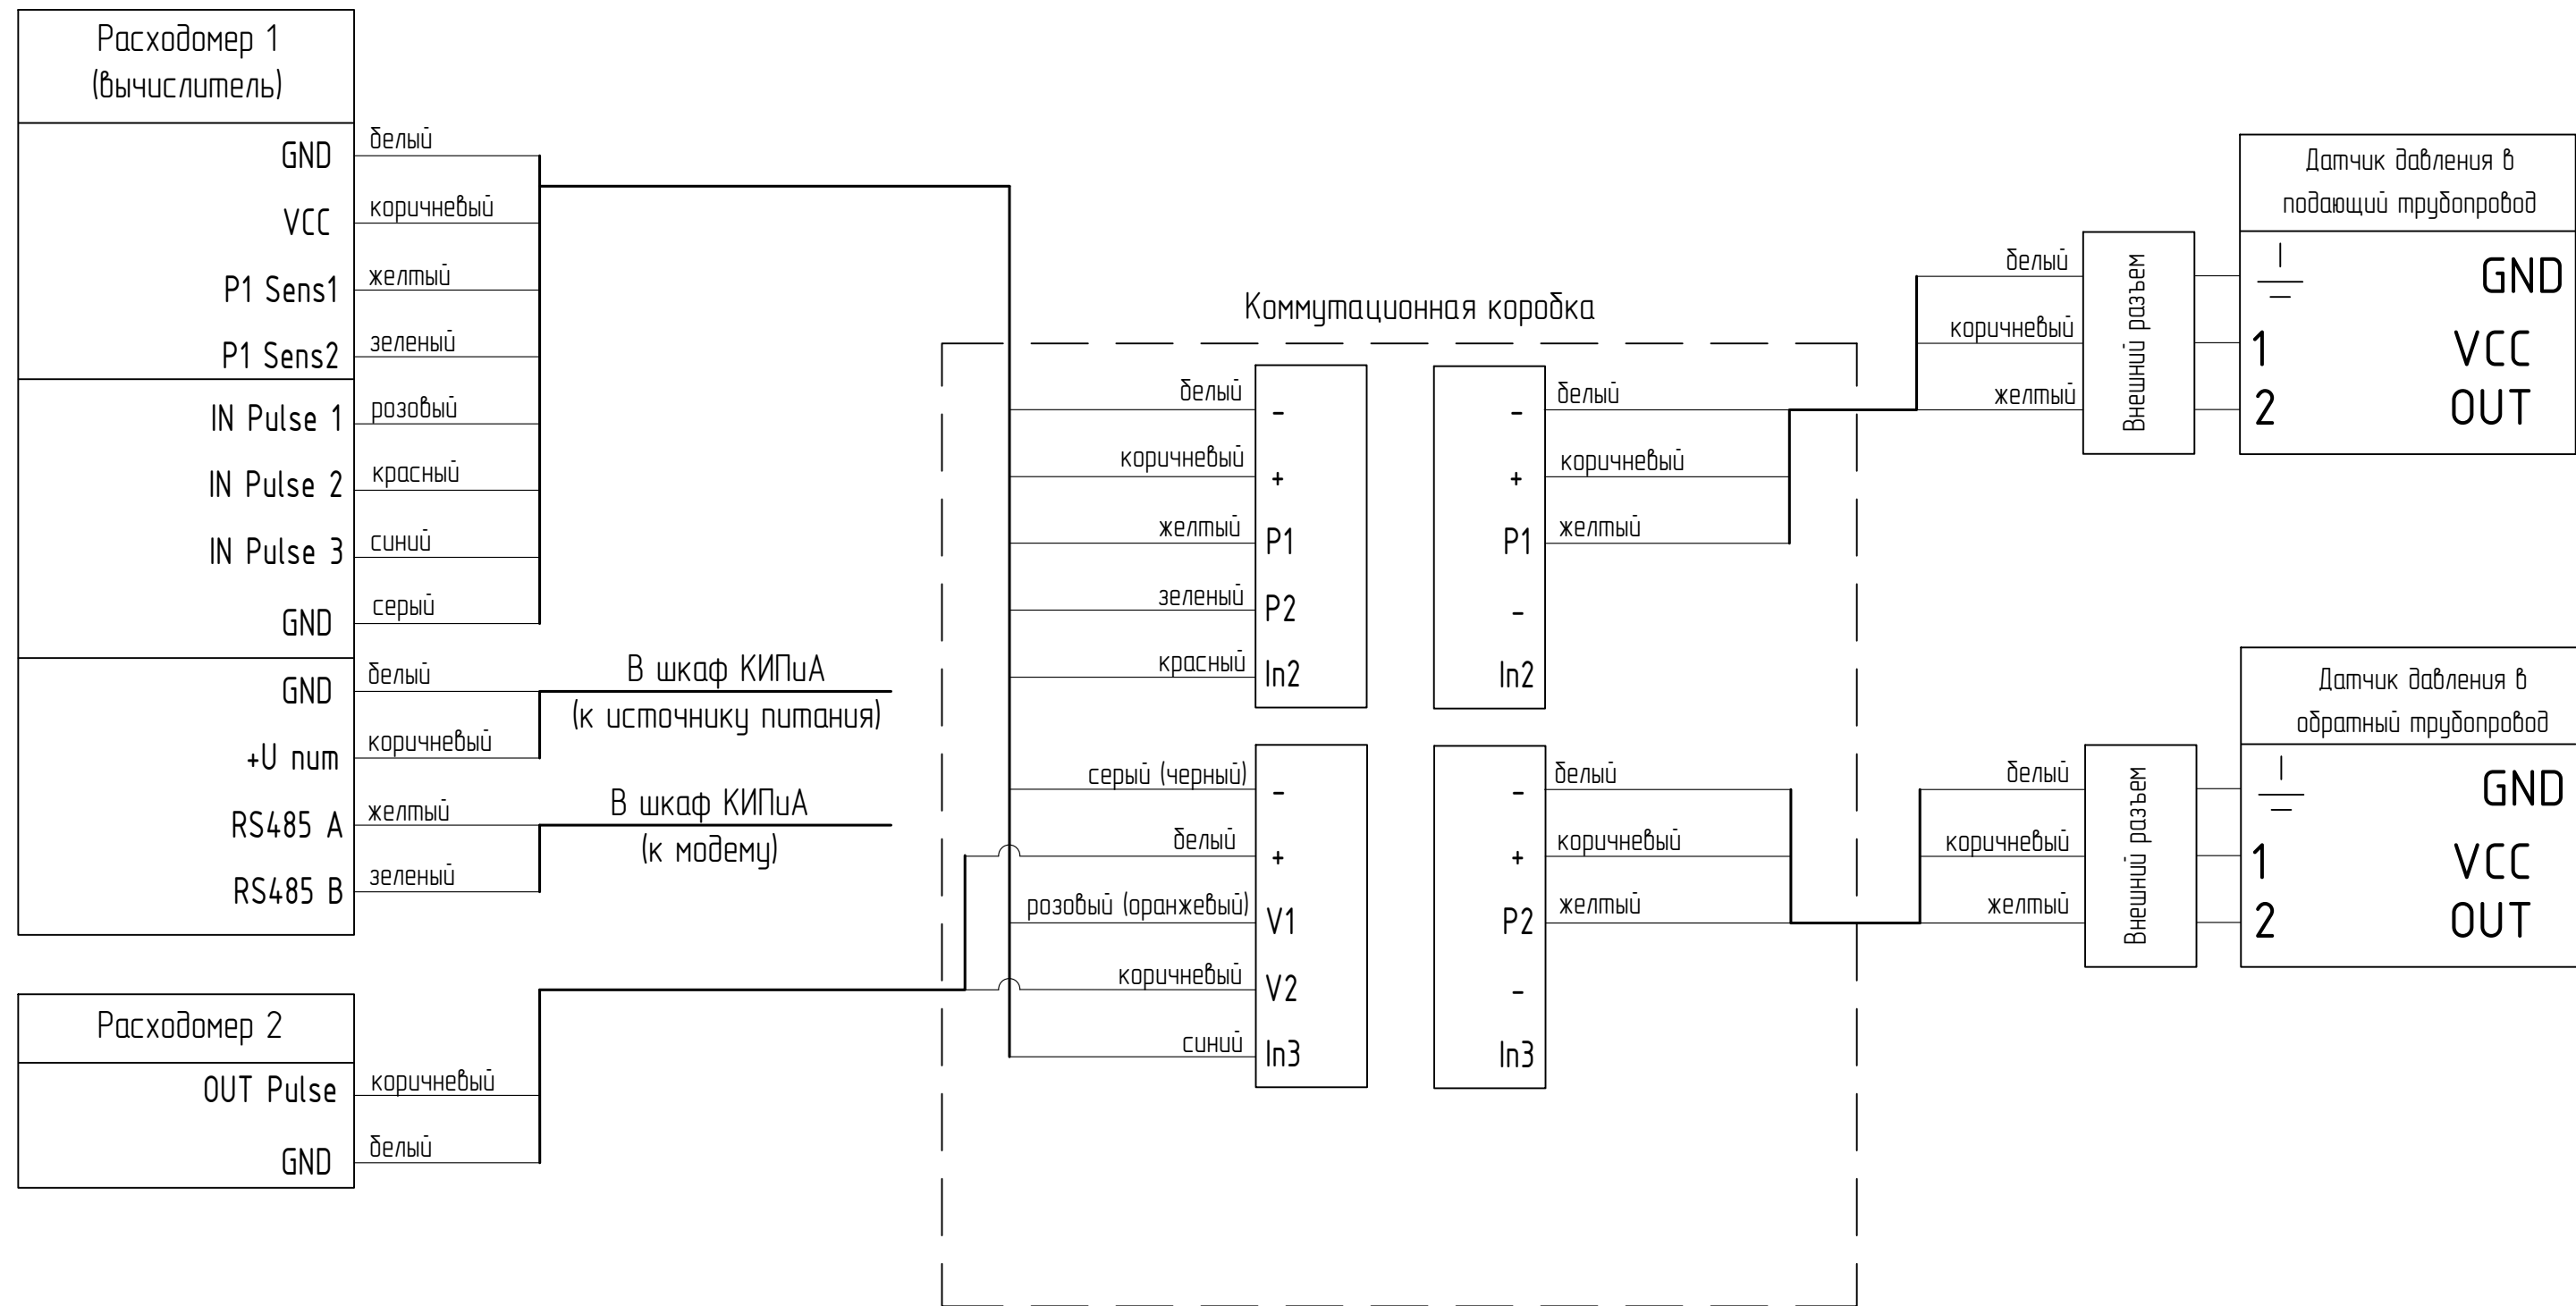 Расходомер 1
(вычислитель)
GND
белый
VCC
коричневый
P1 Sens1
желтый
P1 Sens2
зеленый
IN Pulse 1
розовый
IN Pulse 2
красный
IN Pulse 3
синий
GND
серый
GND
белый
+U пит
коричневый
RS485 A
желтый
RS485 B
зеленый
В шкаф КИПиА
(к источнику питания)
В шкаф КИПиА
(к модему)
Расходомер 2
OUT Pulse
коричневый
GND
белый
Коммутационная коробка
белый
-
коричневый
+
желтый
P1
зеленый
P2
красный
In2
-
белый
+
коричневый
P1
желтый
-
In2
серый (черный)
-
белый
+
розовый (оранжевый)
V1
коричневый
V2
синий
In3
-
белый
+
коричневый
P2
желтый
-
In3
белый
коричневый
желтый
Внешний разъем
Датчик давления в
подающий трубопровод
GND
1 VCC
2 OUT
белый
коричневый
желтый
Внешний разъем
Датчик давления в
обратный трубопровод
GND
1 VCC
2 OUT